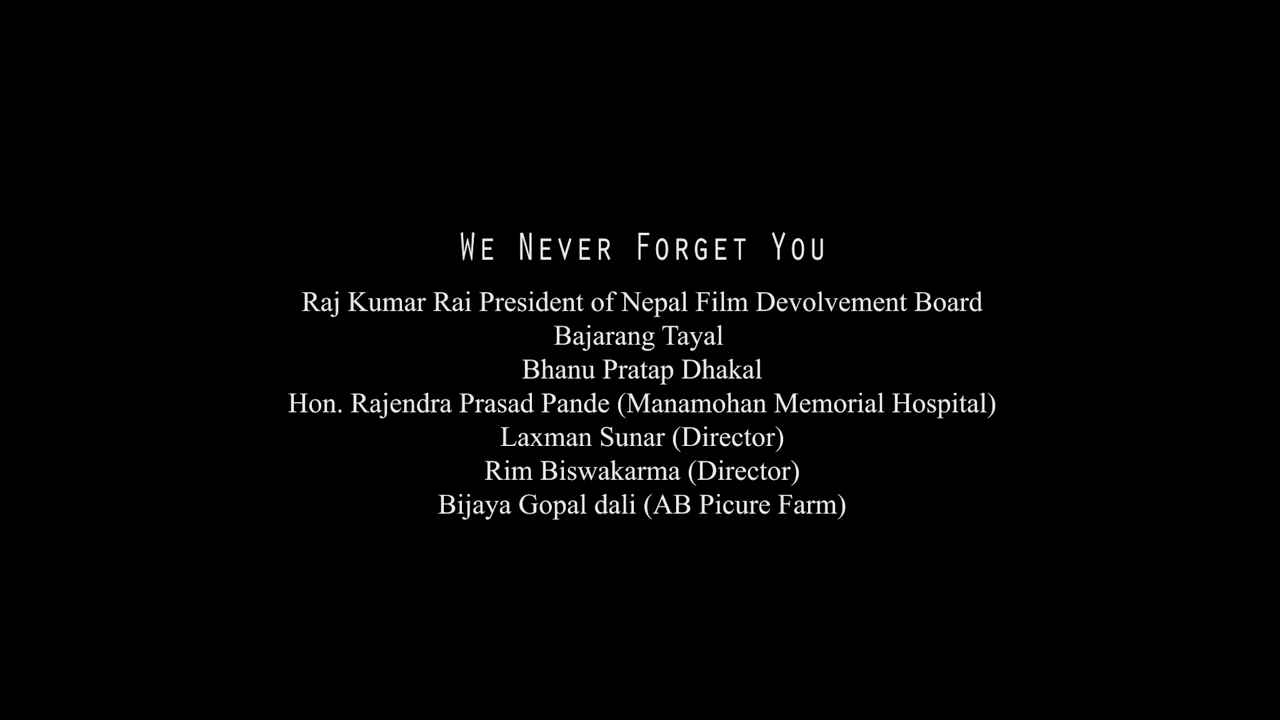 We Never Forget You
Raj Kumar Rai President of Nepal Film Devolvement Board
Bajarang Tayal
Bhanu Pratap Dhakal
Hon. Rajendra Prasad Pande (Manamohan Memorial Hospital)
Laxman Sunar (Director)
Rim Biswakarma (Director)
Bijaya Gopal dali (AB Picure Farm)